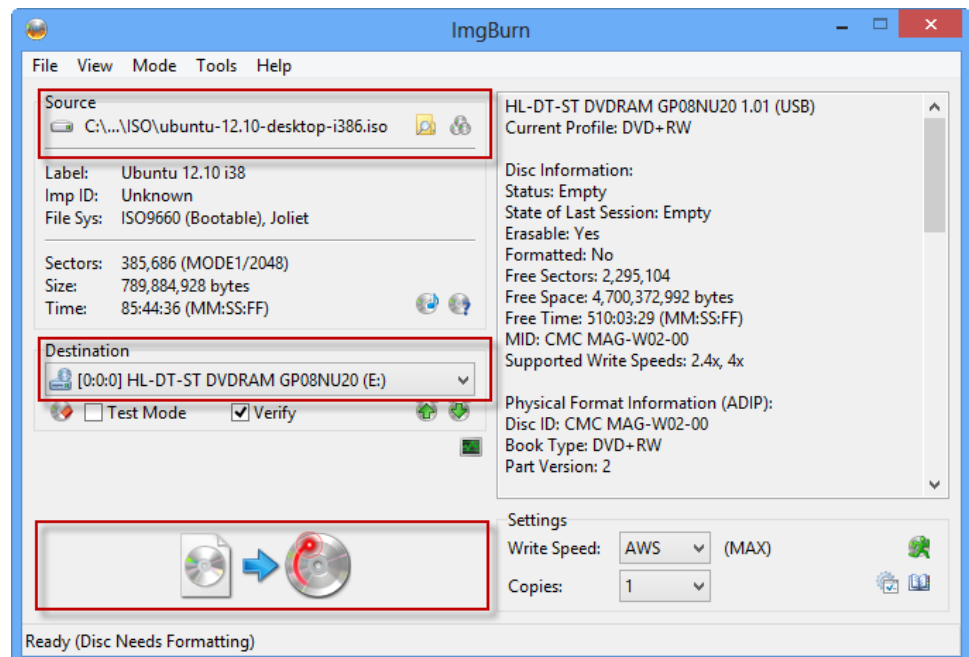 ImgBurn
File View Mode Tools Help
Source
C:\...\ISO\ubuntu-12.10-desktop-i386.iso
Label: Ubuntu 12.10 i38
Imp ID: Unknown
File Sys: ISO9660 (Bootable), Joliet
Sectors: 385,686 (MODE1/2048)
Size: 789,884,928 bytes
Time: 85:44:36 (MM:SS:FF)
Destination
[0:0:0] HL-DT-ST DVDRAM GP08NU20 (E:)
Test Mode Verify
HL-DT-ST DVDRAM GP08NU20 1.01 (USB)
Current Profile: DVD+RW
Disc Information:
Status: Empty
State of Last Session: Empty
Erasable: Yes
Formatted: No
Free Sectors: 2,295,104
Free Space: 4,700,372,992 bytes
Free Time: 510:03:29 (MM:SS:FF)
MID: CMC MAG-W02-00
Supported Write Speeds: 2.4x, 4x
Physical Format Information (ADIP):
Disc ID: CMC MAG-W02-00
Book Type: DVD+RW
Part Version: 2
Settings
Write Speed: AWS (MAX)
Copies: 1
Ready (Disc Needs Formatting)